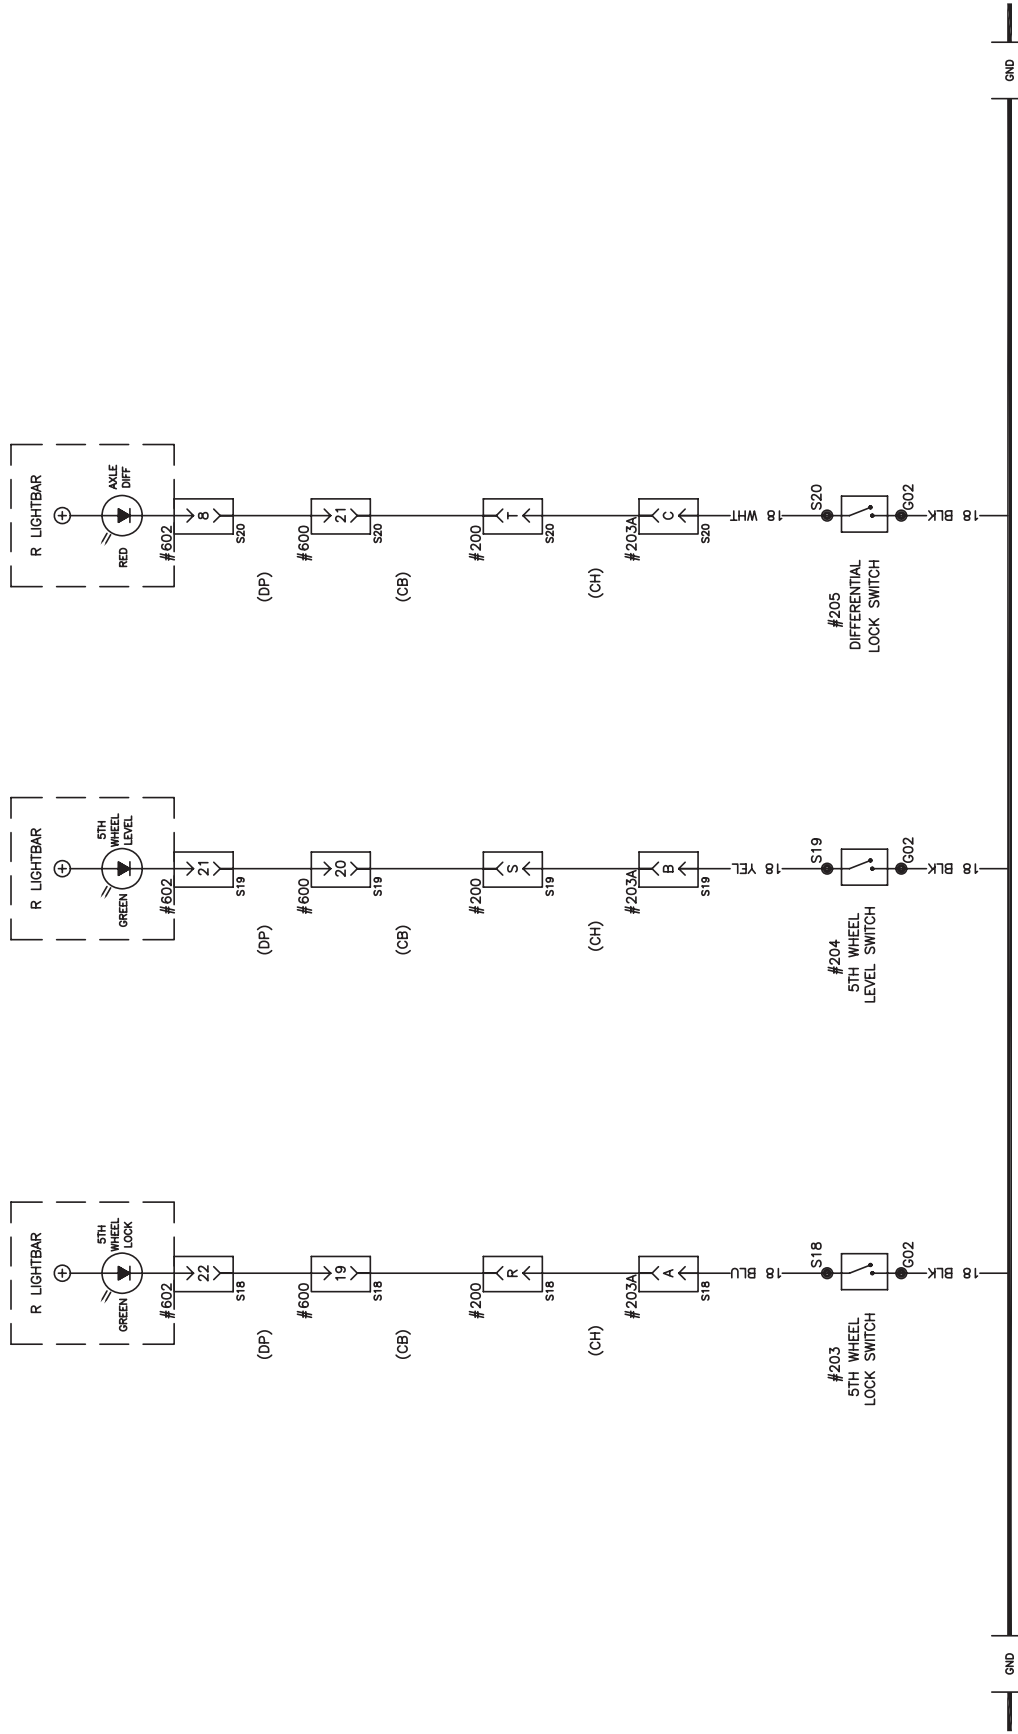 R LIGHTBAR
5TH
WHEEL
LOCK
GREEN
#602
22
S18
(DP)
#600
19
S18
(CB)
#200
R
S18
(CH)
#203A
A
S18
18 BLU
S18
#203
5TH WHEEL
LOCK SWITCH
G02
18 BLK
R LIGHTBAR
5TH
WHEEL
LEVEL
GREEN
#602
21
S19
(DP)
#600
20
S19
(CB)
#200
S
S19
(CH)
#203A
B
S19
18 YEL
S19
#204
5TH WHEEL
LEVEL SWITCH
G02
18 BLK
R LIGHTBAR
AXLE
DIFF
RED
#602
8
S20
(DP)
#600
21
S20
(CB)
#200
T
S20
(CH)
#203A
C
S20
18 WHT
S20
#205
DIFFERENTIAL
LOCK SWITCH
G02
18 BLK
GND
GND